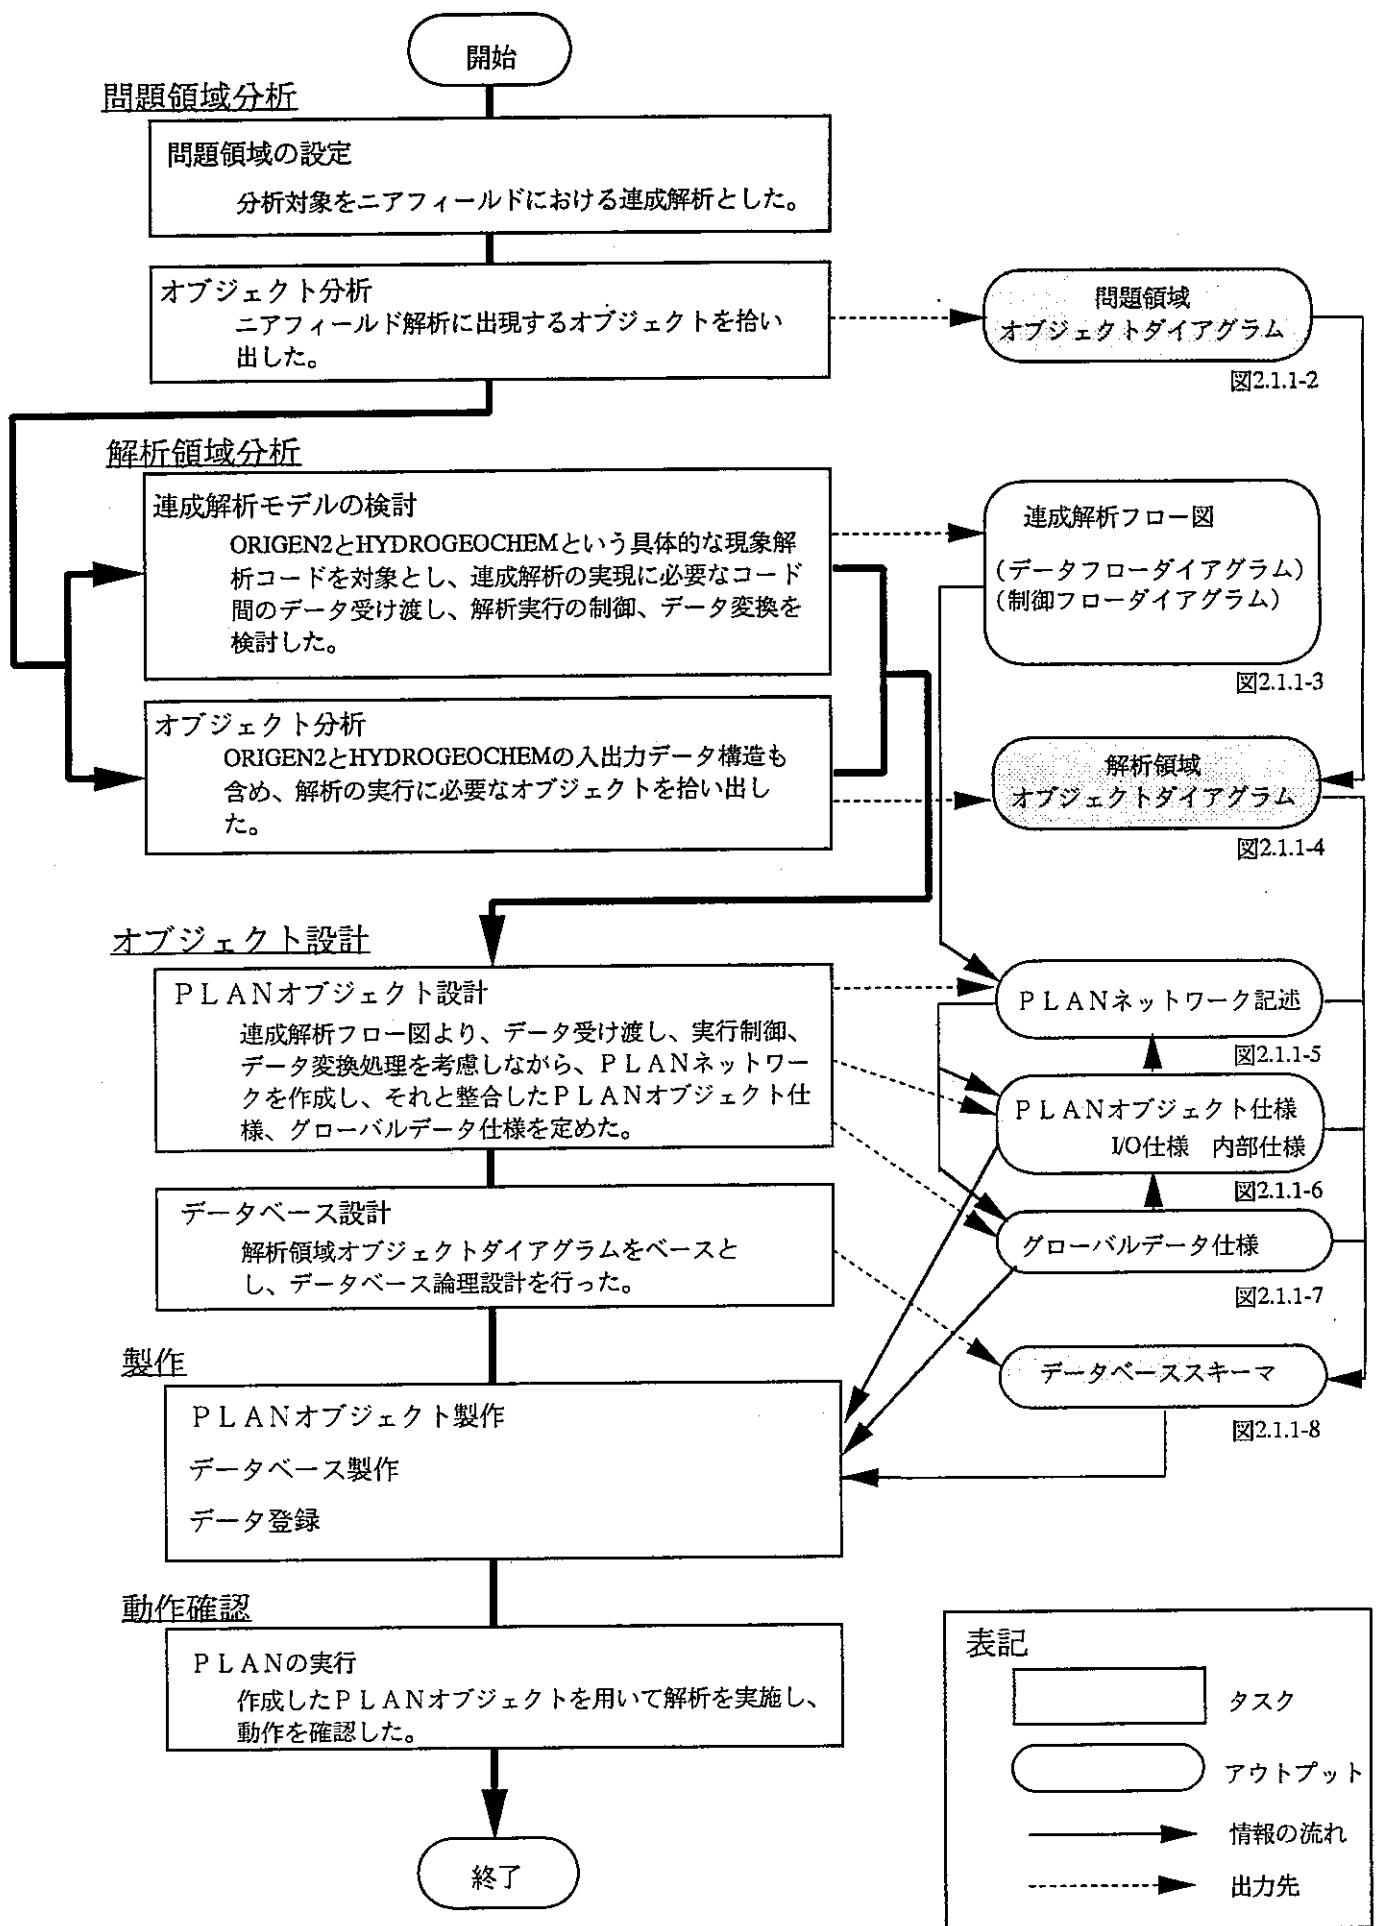 開始
問題領域分析
問題領域の設定
分析対象をニアフィールドにおける連成解析とした。
オブジェクト分析
ニアフィールド解析に出現するオブジェクトを拾い
出した。
問題領域
オブジェクトダイアグラム
図2.1.1-2
解析領域分析
連成解析モデルの検討
ORIGEN2とHYDROGEOCHEMという具体的な現象解
析コードを対象とし、連成解析の実現に必要なコード
間のデータ受け渡し、解析実行の制御、データ変換を
検討した。
連成解析フロー図
(データフローダイアグラム)
(制御フローダイアグラム)
図2.1.1-3
オブジェクト分析
ORIGEN2とHYDROGEOCHEMの入出力データ構造も
含め、解析の実行に必要なオブジェクトを拾い出し
た。
解析領域
オブジェクトダイアグラム
図2.1.1-4
オブジェクト設計
PLANオブジェクト設計
連成解析フロー図より、データ受け渡し、実行制御、
データ変換処理を考慮しながら、PLANネットワー
クを作成し、それと整合したPLANオブジェクト仕
様、グローバルデータ仕様を定めた。
PLANネットワーク記述
図2.1.1-5
PLANオブジェクト仕様
I/O仕様 内部仕様
図2.1.1-6
データベース設計
解析領域オブジェクトダイアグラムをベースと
し、データベース論理設計を行った。
グローバルデータ仕様
図2.1.1-7
製作
PLANオブジェクト製作
データベース製作
データ登録
データベーススキーマ
図2.1.1-8
動作確認
PLANの実行
作成したPLANオブジェクトを用いて解析を実施し、
動作を確認した。
終了
表記
タスク
アウトプット
情報の流れ
出力先